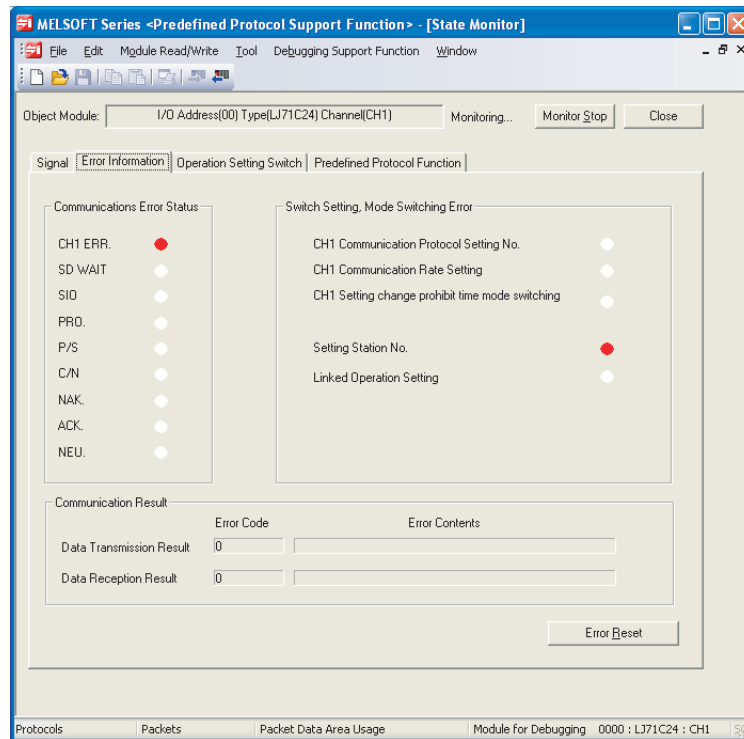 MELSOFT Series <Predefined Protocol Support Function> - [State Monitor]
File Edit Module Read/Write Tool Debugging Support Function Window
Object Module: I/O Address(00) Type(LJ71C24) Channel(CH1) Monitoring... Monitor Stop Close
Signal Error Information Operation Setting Switch Predefined Protocol Function
Communications Error Status
CH1 ERR.
SD WAIT
SIO
PRO.
P/S
C/N
NAK.
ACK.
NEU.
Switch Setting, Mode Switching Error
CH1 Communication Protocol Setting No.
CH1 Communication Rate Setting
CH1 Setting change prohibit time mode switching
Setting Station No.
Linked Operation Setting
Communication Result
Error Code Error Contents
Data Transmission Result 0
Data Reception Result 0
Error Reset
Protocols Packets Packet Data Area Usage Module for Debugging 0000 : LJ71C24 : CH1